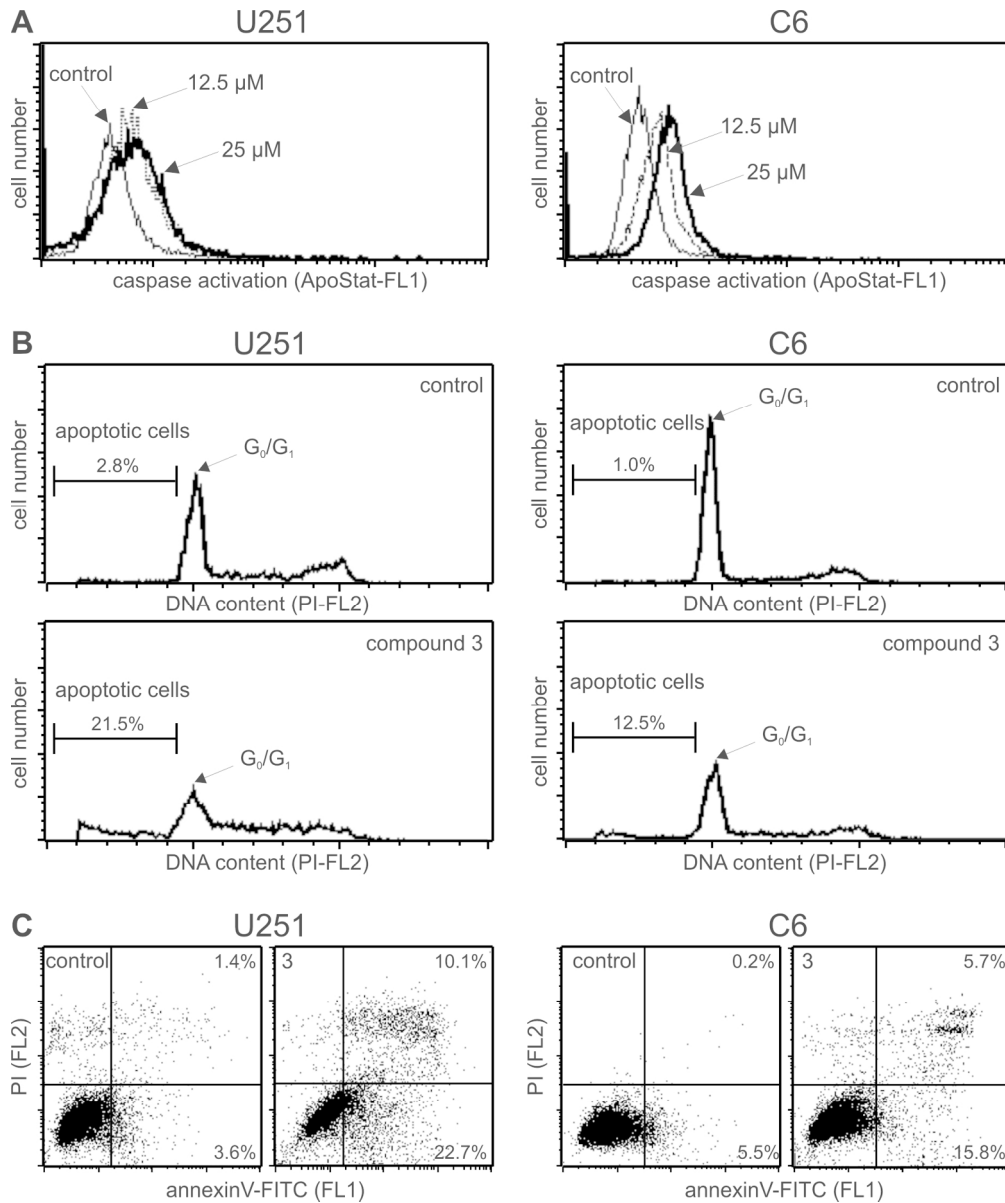 A
U251
C6
control
12.5 µM
25 µM
cell number
caspase activation (ApoStat-FL1)
control
12.5 µM
25 µM
cell number
caspase activation (ApoStat-FL1)
B
U251
C6
control
G₀/G₁
apoptotic cells
2.8%
cell number
DNA content (PI-FL2)
control
G₀/G₁
apoptotic cells
1.0%
cell number
DNA content (PI-FL2)
compound 3
apoptotic cells
21.5%
G₀/G₁
cell number
DNA content (PI-FL2)
compound 3
apoptotic cells
12.5%
G₀/G₁
cell number
DNA content (PI-FL2)
C
U251
C6
control
1.4%
3.6%
3
10.1%
22.7%
PI (FL2)
annexinV-FITC (FL1)
control
0.2%
5.5%
3
5.7%
15.8%
PI (FL2)
annexinV-FITC (FL1)